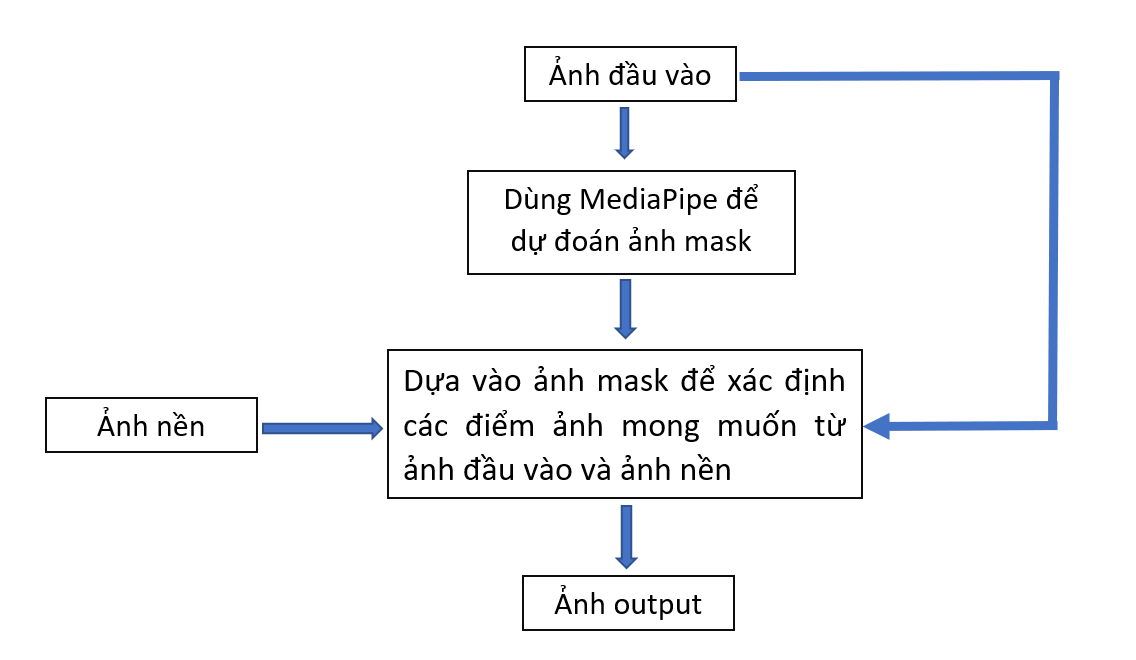 Ảnh đầu vào
Dùng MediaPipe để
dự đoán ảnh mask
Dựa vào ảnh mask để xác định
các điểm ảnh mong muốn từ
ảnh đầu vào và ảnh nền
Ảnh nền
Ảnh output